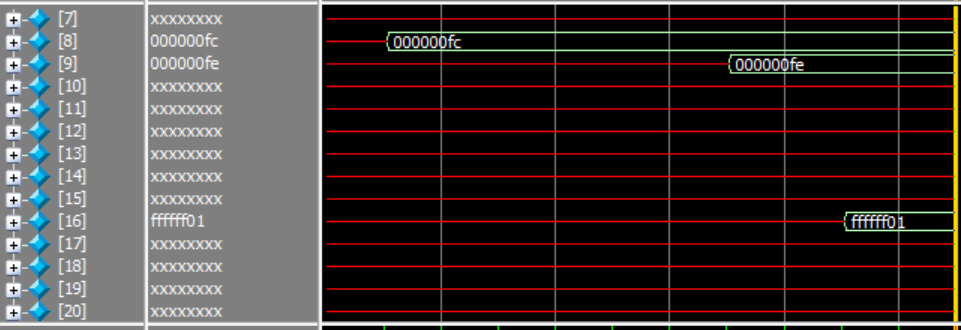 [7] xxxxxxxx
[8] 000000fc 000000fc
[9] 000000fe 000000fe
[10] xxxxxxxx
[11] xxxxxxxx
[12] xxxxxxxx
[13] xxxxxxxx
[14] xxxxxxxx
[15] xxxxxxxx
[16] ffffff01 ffffff01
[17] xxxxxxxx
[18] xxxxxxxx
[19] xxxxxxxx
[20] xxxxxxxx